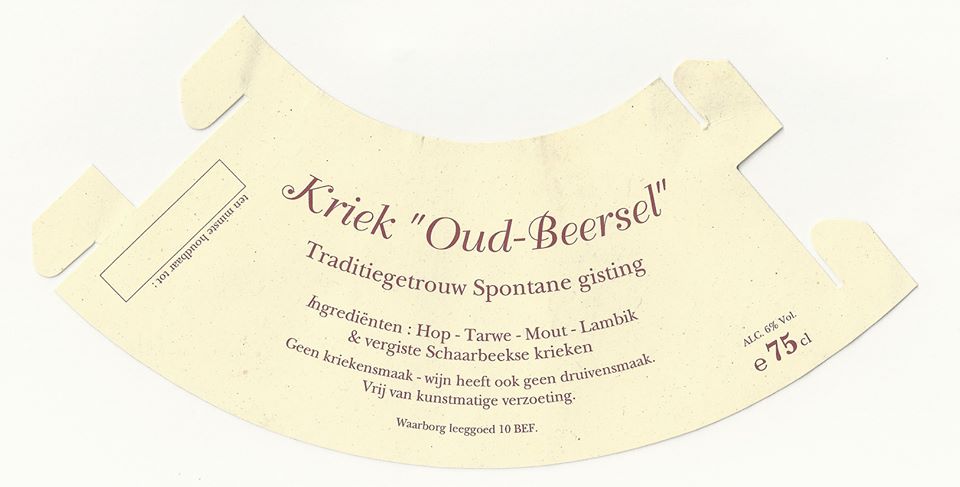 Kriek "Oud-Beersel"
Traditiegetrouw Spontane gisting
Ingrediënten : Hop - Tarwe - Mout - Lambik
& vergiste Schaarbeekse krieken
Geen kriekensmaak - wijn heeft ook geen druivensmaak.
Vrij van kunstmatige verzoeting.
Waarborg leeggoed 10 BEF.
ten minste houdbaar tot :
ALC. 6% Vol.
e 75 cl